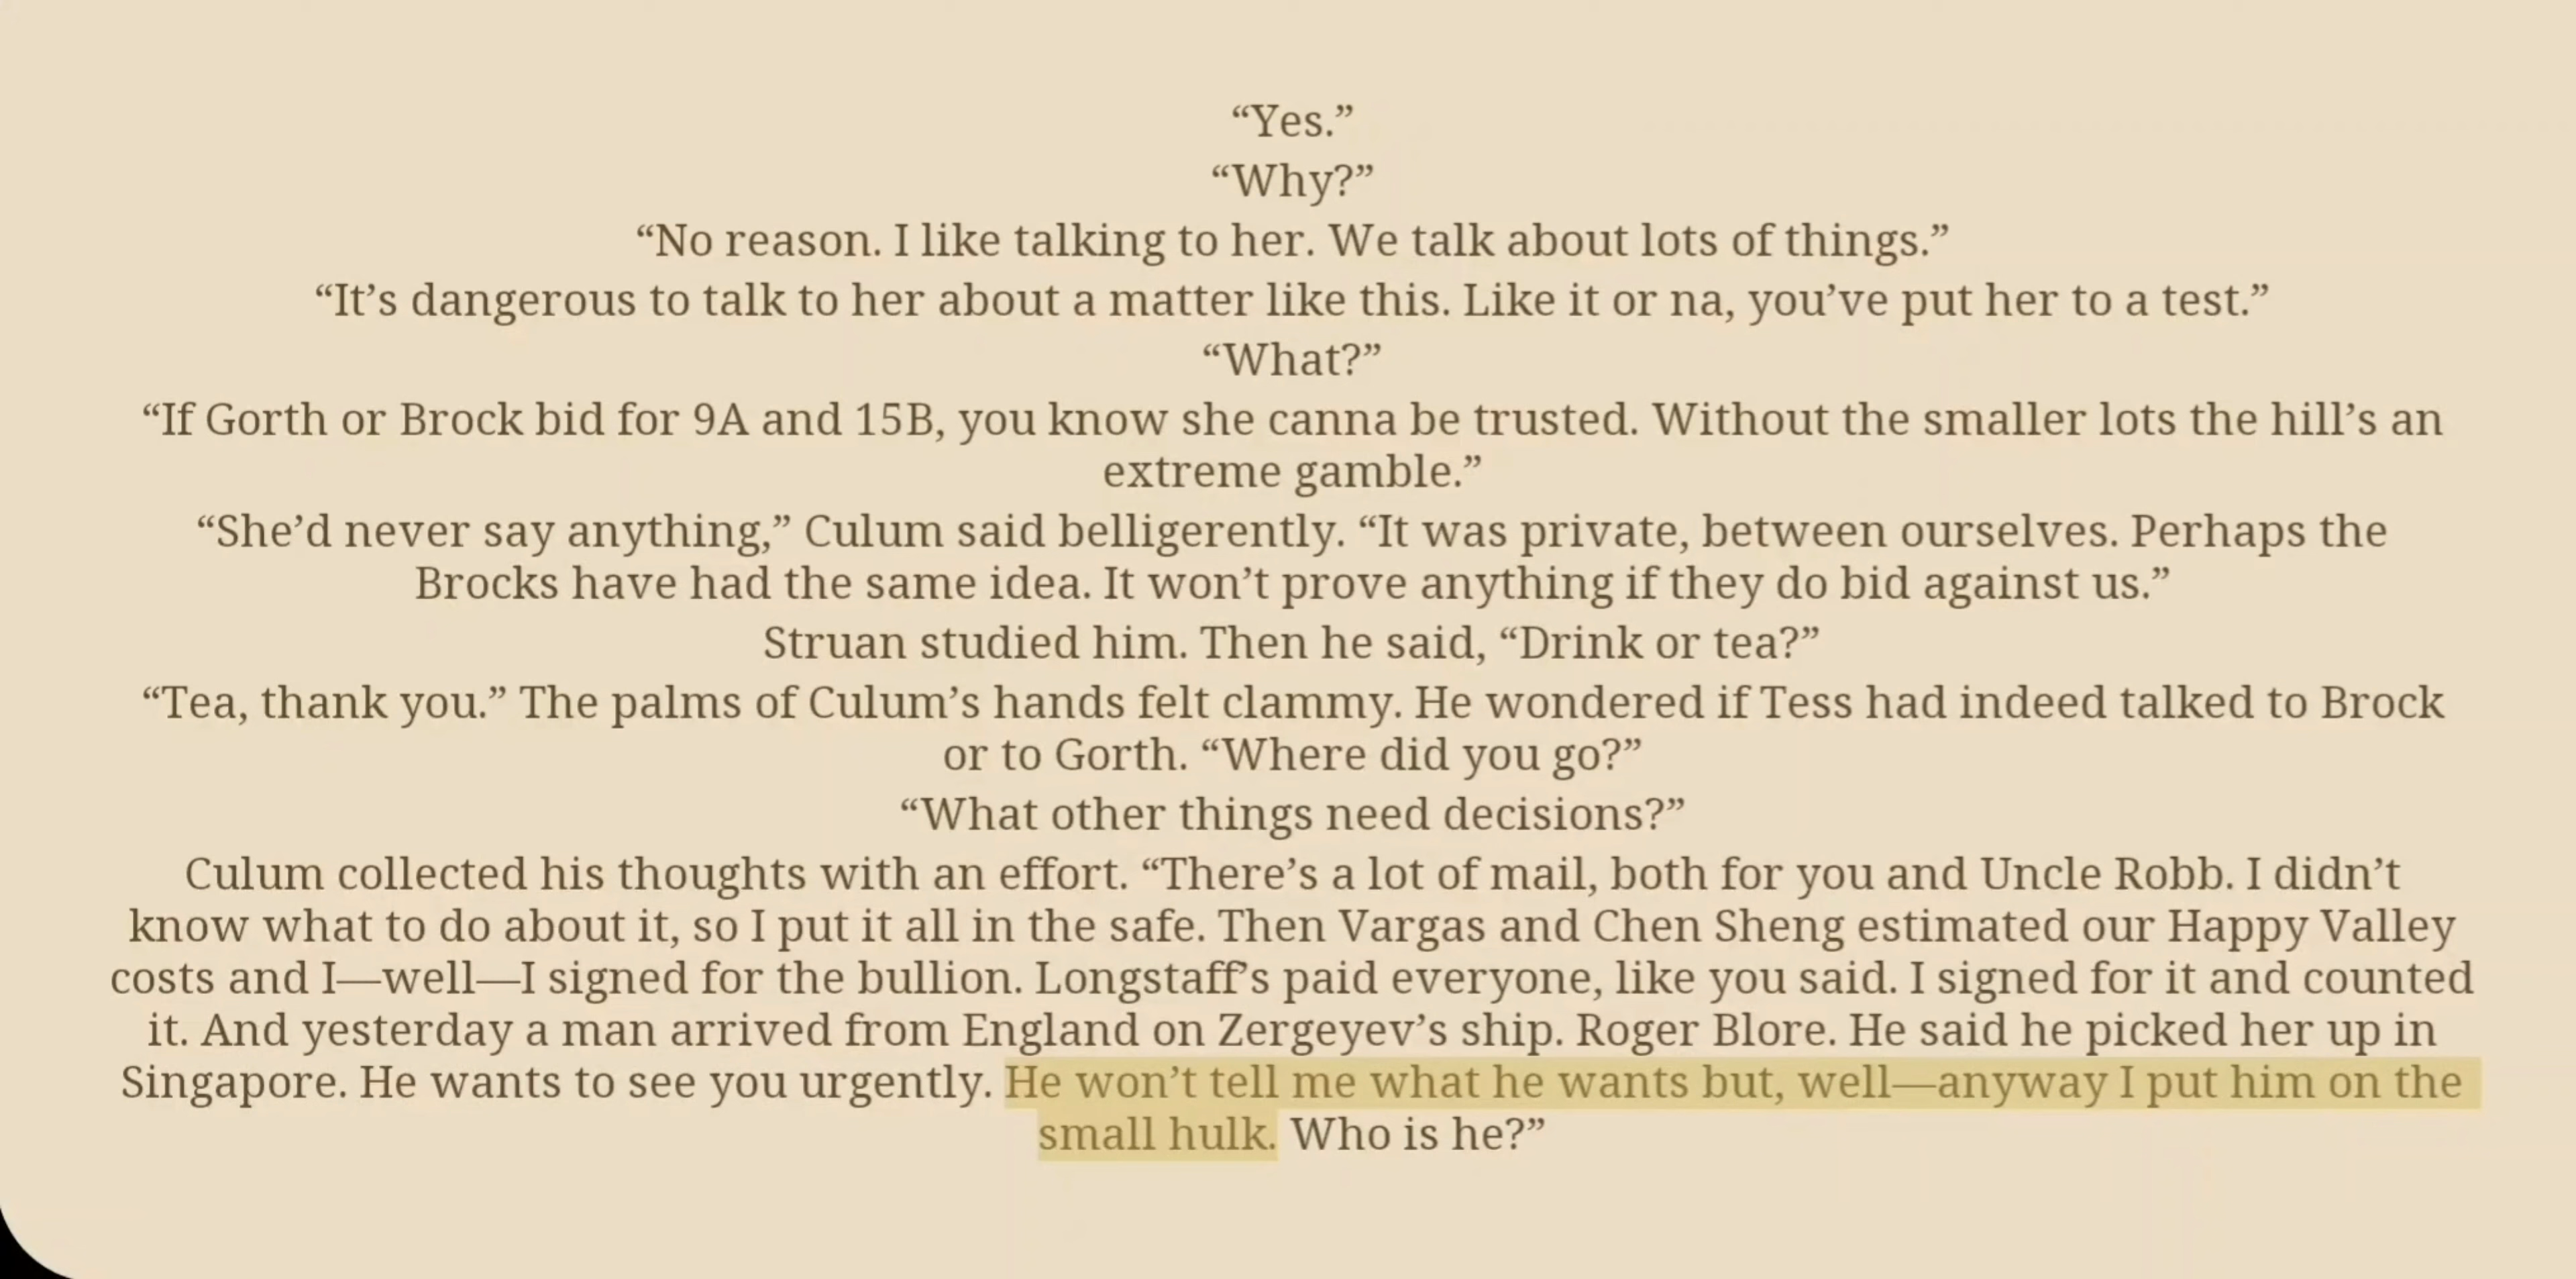 “Yes.”
“Why?”
“No reason. I like talking to her. We talk about lots of things.”
“It’s dangerous to talk to her about a matter like this. Like it or na, you’ve put her to a test.”
“What?”
“If Gorth or Brock bid for 9A and 15B, you know she canna be trusted. Without the smaller lots the hill’s an
extreme gamble.”
“She’d never say anything,” Culum said belligerently. “It was private, between ourselves. Perhaps the
Brocks have had the same idea. It won’t prove anything if they do bid against us.”
Struan studied him. Then he said, “Drink or tea?”
“Tea, thank you.” The palms of Culum’s hands felt clammy. He wondered if Tess had indeed talked to Brock
or to Gorth. “Where did you go?”
“What other things need decisions?”
Culum collected his thoughts with an effort. “There’s a lot of mail, both for you and Uncle Robb. I didn’t
know what to do about it, so I put it all in the safe. Then Vargas and Chen Sheng estimated our Happy Valley
costs and I—well—I signed for the bullion. Longstaff’s paid everyone, like you said. I signed for it and counted
it. And yesterday a man arrived from England on Zergeyev’s ship. Roger Blore. He said he picked her up in
Singapore. He wants to see you urgently. He won’t tell me what he wants but, well—anyway I put him on the
small hulk. Who is he?”